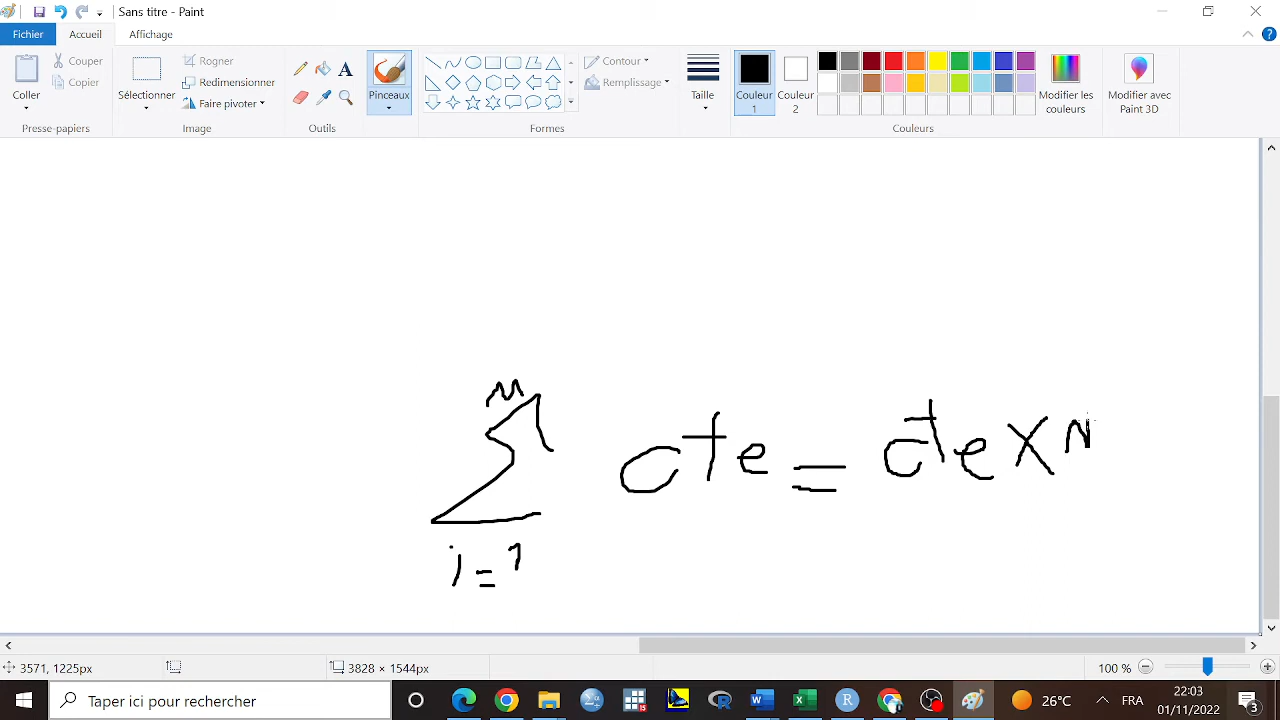 Sans titre - Paint
Fichier Accueil Affichage
Coller
Couper
Copier
Presse-papiers
Sélectionner
Rogner
Redimensionner
Faire pivoter
Image
A
Outils
Pinceaux
Contour
Remplissage
Formes
Taille
Couleur 1
Couleur 2
Modifier les couleurs
Couleurs
Modifier avec Paint 3D
n
∑ cte = cte X n
i = 1
3571, 1225px
3828 × 1544px
100 %
Taper ici pour rechercher
26°C
FRA
22:03
01/11/2022
3